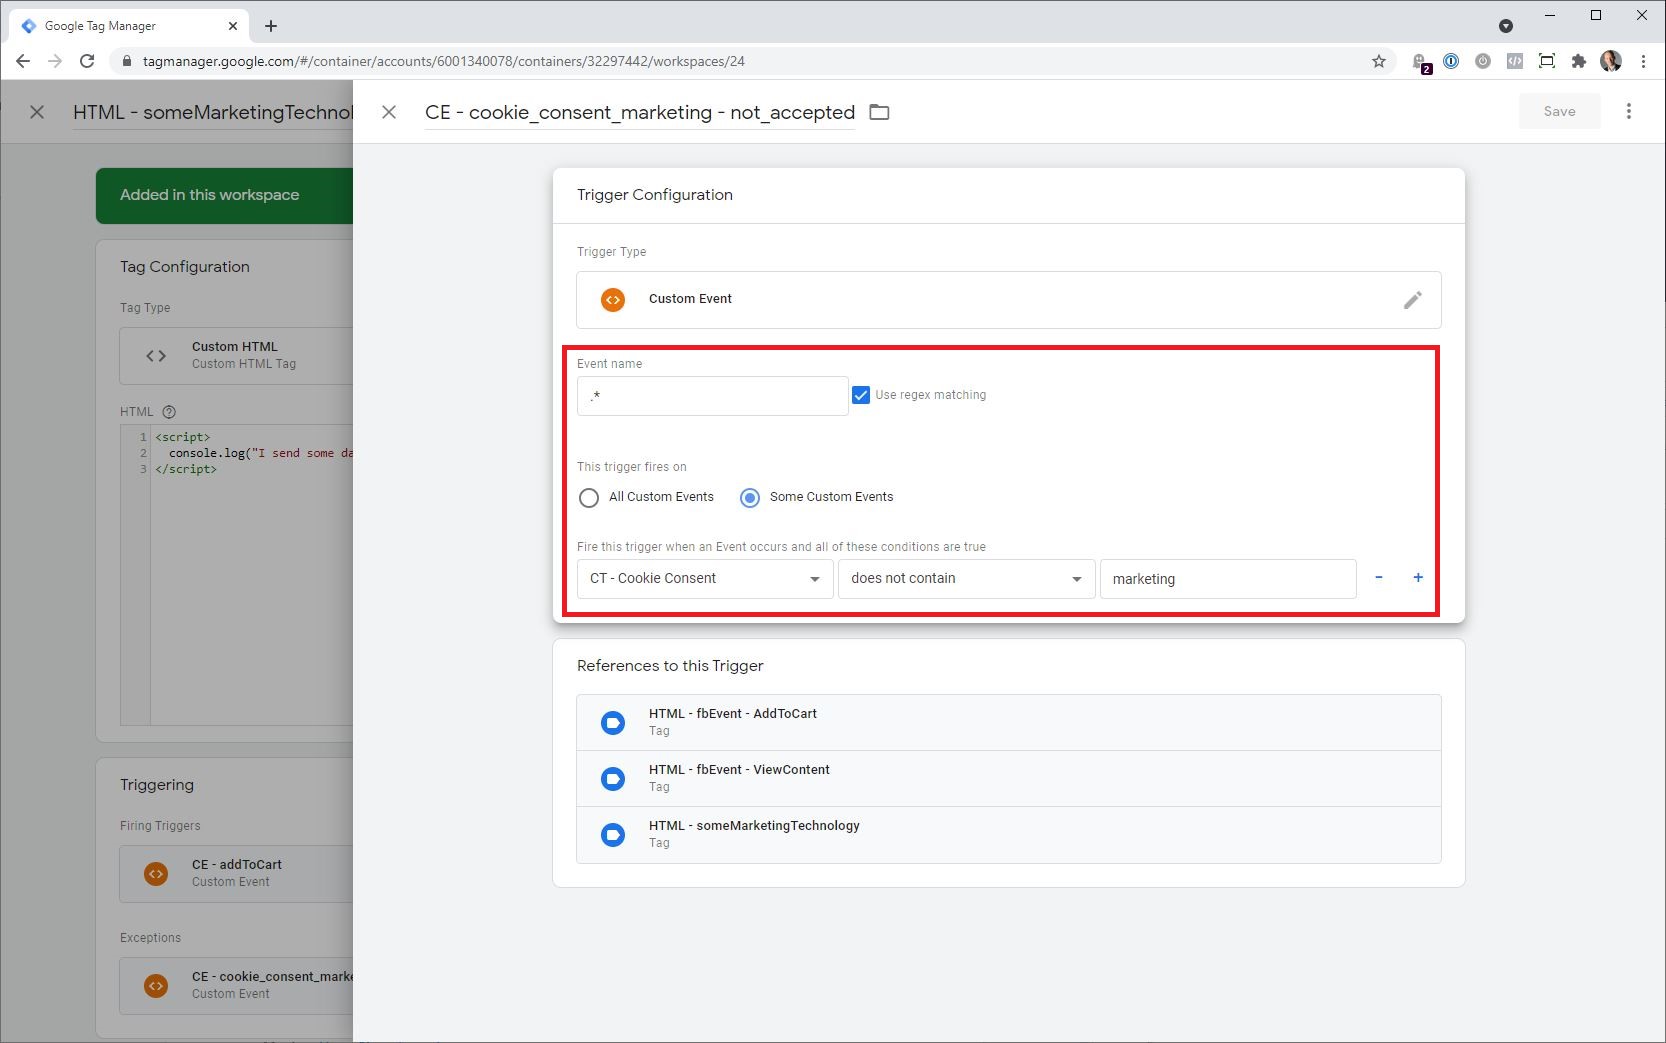 Google Tag Manager
tagmanager.google.com/#/container/accounts/6001340078/containers/32297442/workspaces/24
2
HTML - someMarketingTechnol
CE - cookie_consent_marketing - not_accepted
Save
Added in this workspace
Tag Configuration
Tag Type
Custom HTML
Custom HTML Tag
HTML
1 <script>
2 console.log("I send some da
3 </script>
Triggering
Firing Triggers
CE - addToCart
Custom Event
Exceptions
CE - cookie_consent_marke
Custom Event
Trigger Configuration
Trigger Type
Custom Event
Event name
.*
Use regex matching
This trigger fires on
All Custom Events
Some Custom Events
Fire this trigger when an Event occurs and all of these conditions are true
CT - Cookie Consent
does not contain
marketing
- +
References to this Trigger
HTML - fbEvent - AddToCart
Tag
HTML - fbEvent - ViewContent
Tag
HTML - someMarketingTechnology
Tag